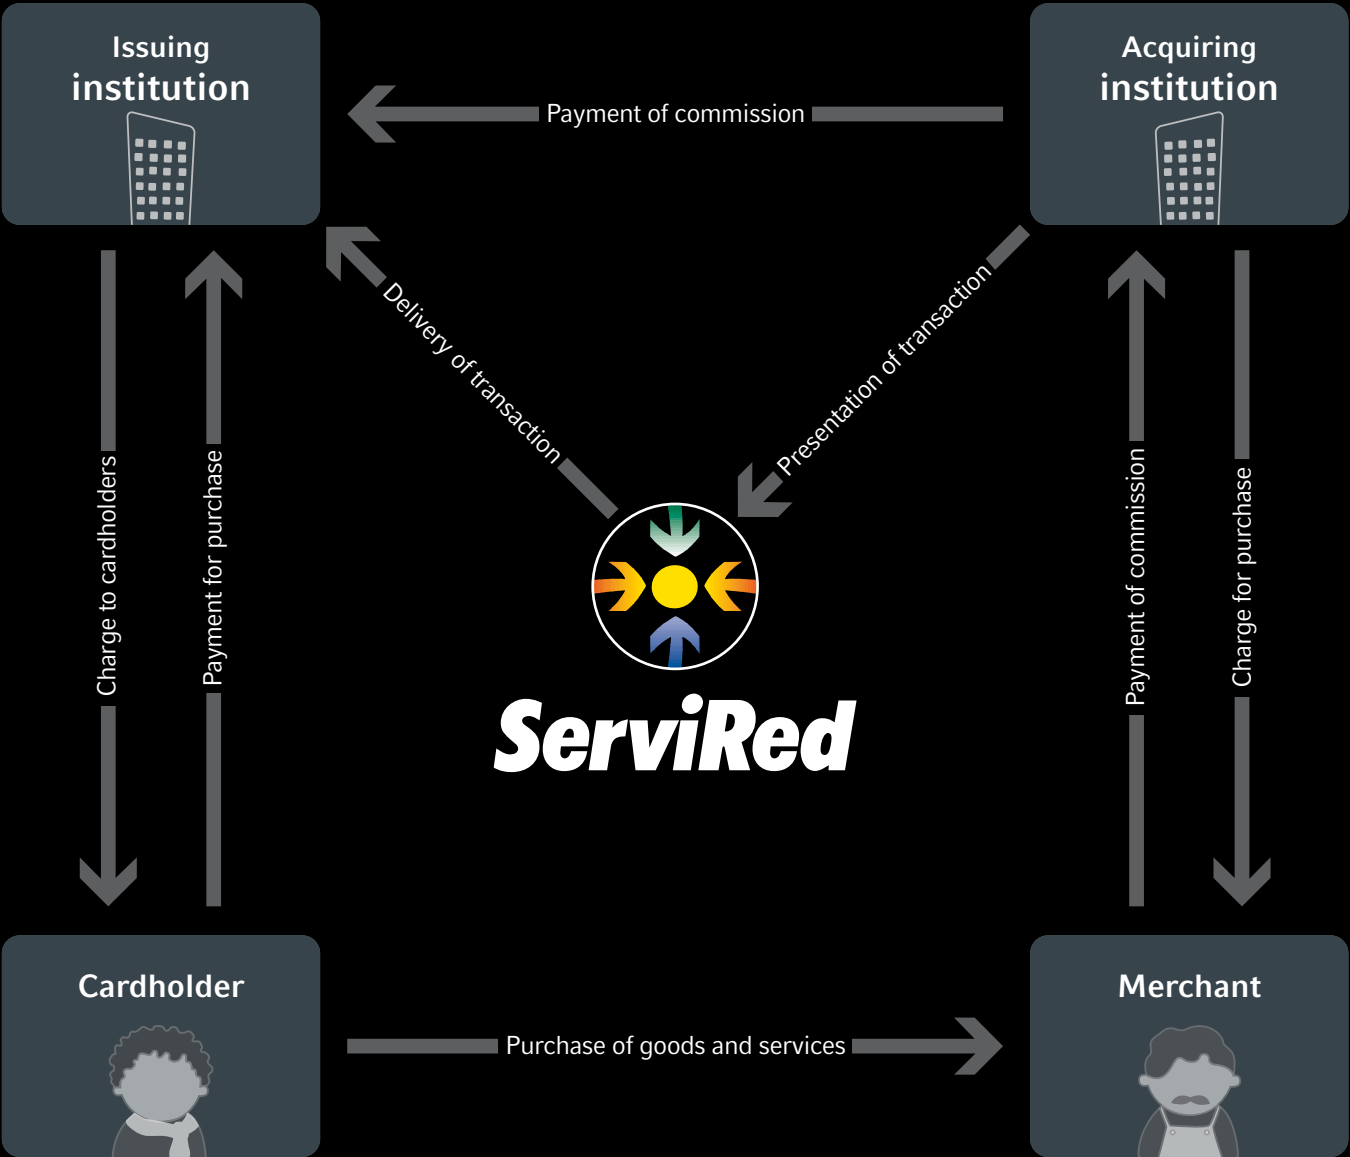 Issuing
institution
Acquiring
institution
Payment of commission
Delivery of transaction
Presentation of transaction
Charge to cardholders
Payment for purchase
Payment of commission
Charge for purchase
ServiRed
Cardholder
Merchant
Purchase of goods and services